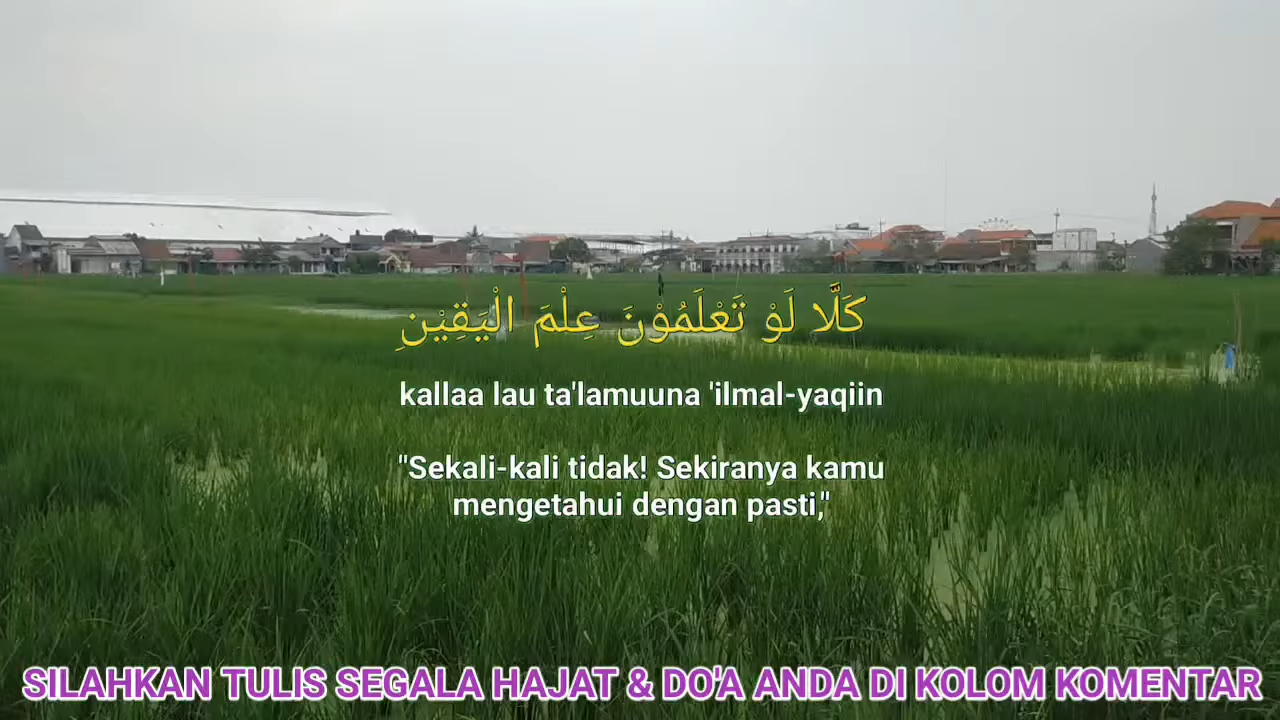 كَلَّا لَوْ تَعْلَمُوْنَ عِلْمَ الْيَقِيْنِ
kallaa lau ta'lamuuna 'ilmal-yaqiin
"Sekali-kali tidak! Sekiranya kamu
mengetahui dengan pasti,"
SILAHKAN TULIS SEGALA HAJAT & DO'A ANDA DI KOLOM KOMENTAR